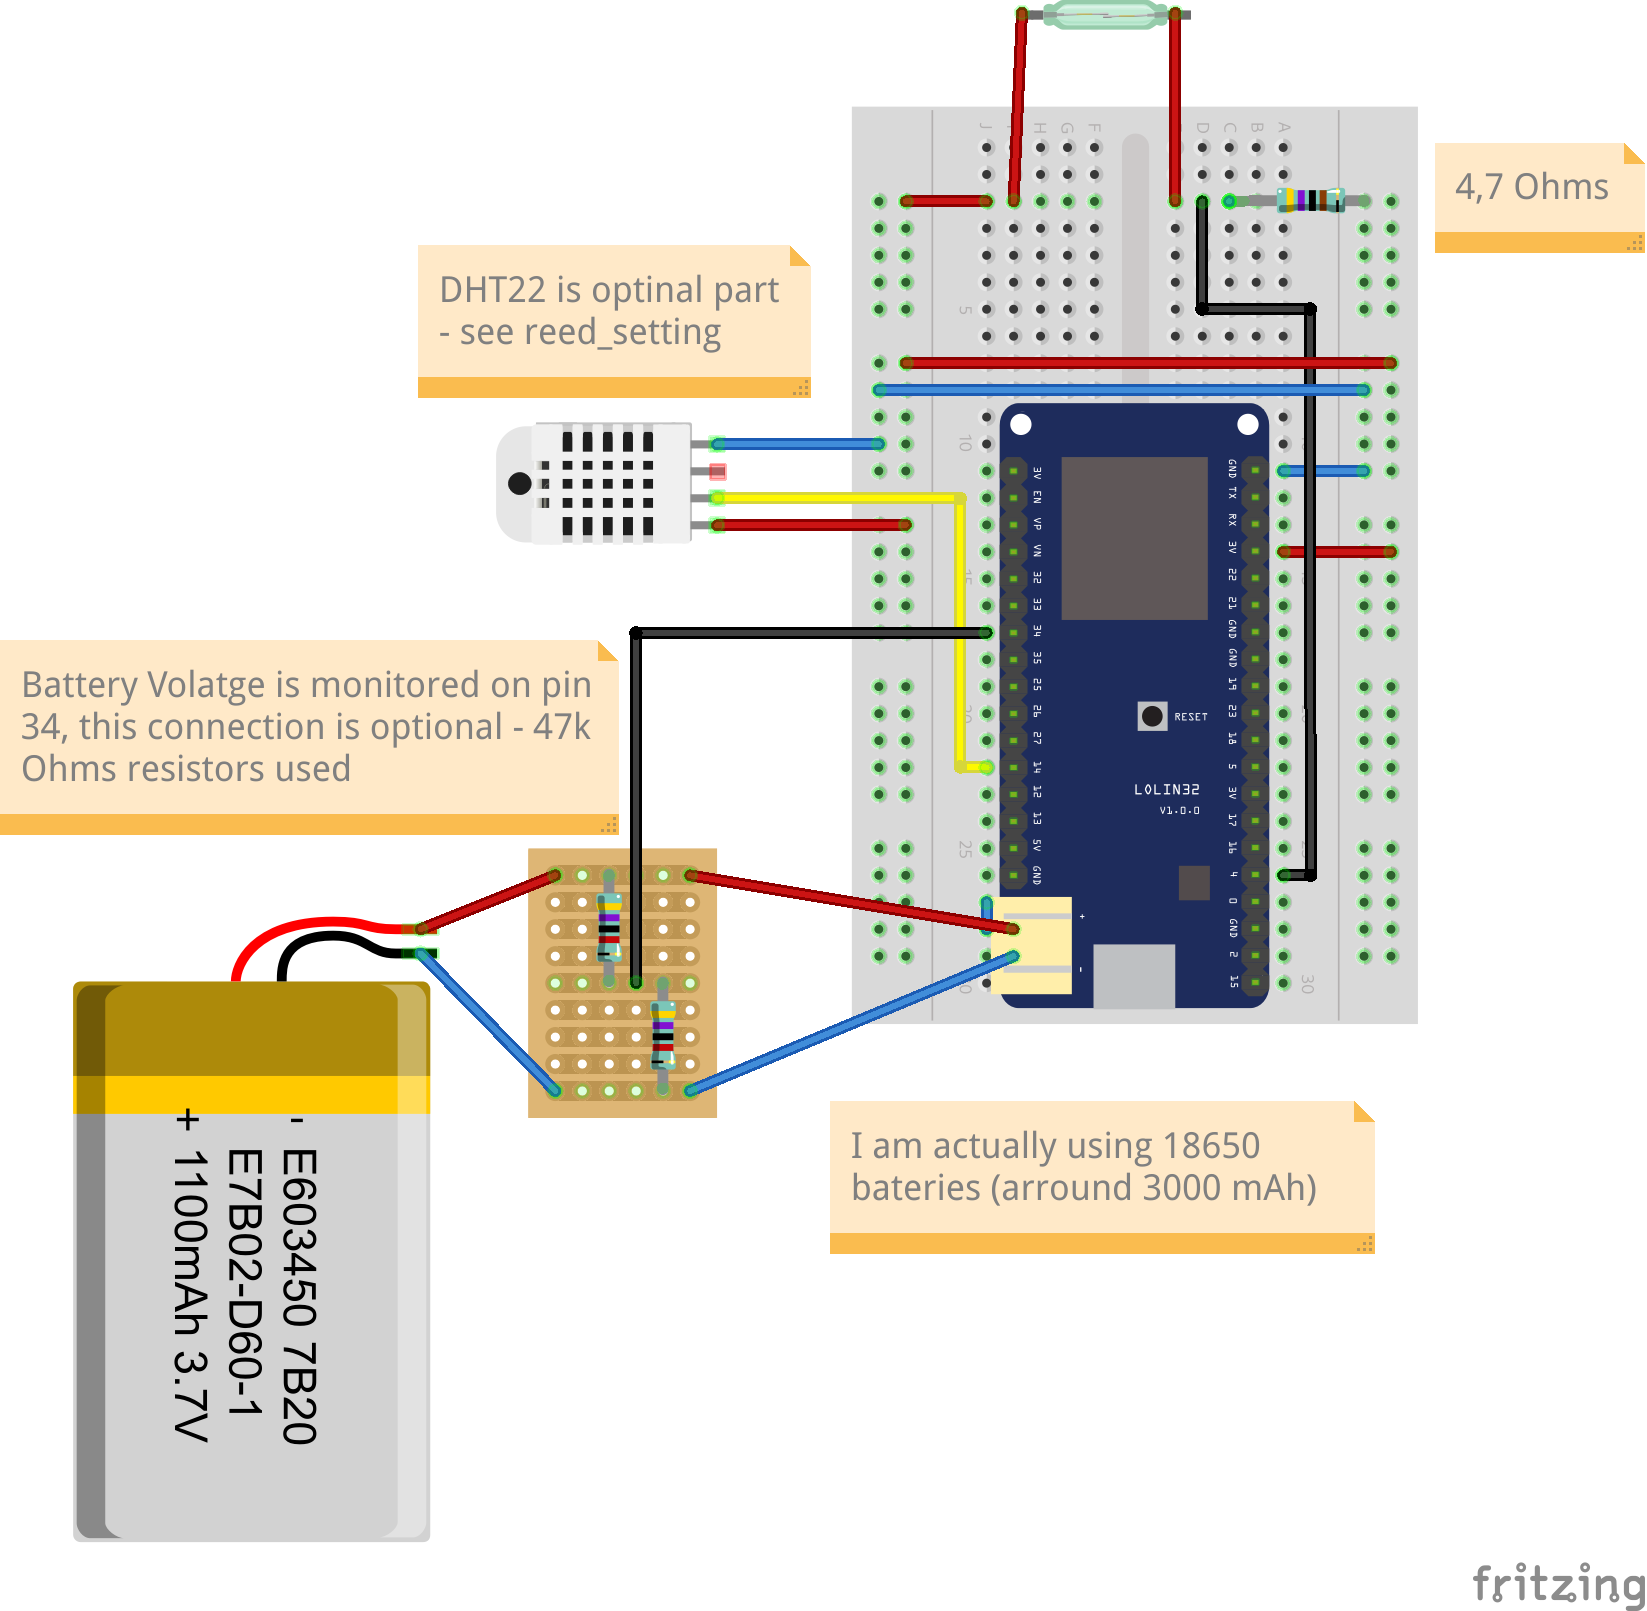 J
H
G
F
D
C
B
A
4,7 Ohms
DHT22 is optinal part
- see reed_setting
5
10
15
20
25
30
3V
EN
VP
VN
32
33
34
35
25
26
27
14
12
13
5V
GND
GND
TX
RX
3V
22
21
GND
GND
19
23
18
5
3V
17
16
4
0
GND
2
15
RESET
LOLIN32
V1.0.0
+
-
Battery Volatge is monitored on pin
34, this connection is optional - 47k
Ohms resistors used
- E603450 7B20
E7B02-D60-1
+ 1100mAh 3.7V
I am actually using 18650
bateries (arround 3000 mAh)
fritzing